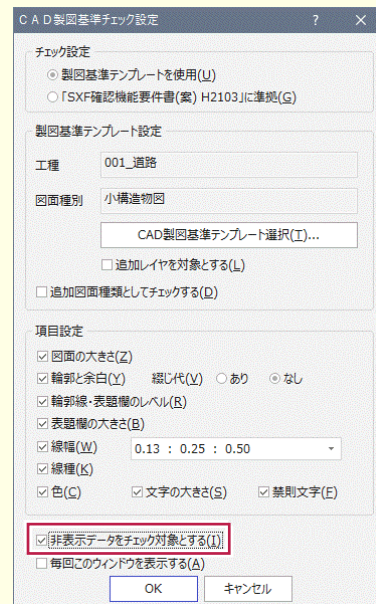 CAD製図基準チェック設定 ? ×
チェック設定
製図基準テンプレートを使用(U)
「SXF確認機能要件書(案) H2103」に準拠(G)
製図基準テンプレート設定
工種 001_道路
図面種別 小構造物図
CAD製図基準テンプレート選択(T)...
追加レイヤを対象とする(L)
追加図面種類としてチェックする(D)
項目設定
図面の大きさ(Z)
輪郭と余白(Y) 綴じ代(V) あり なし
輪郭線・表題欄のレベル(R)
表題欄の大きさ(B)
線幅(W) 0.13 : 0.25 : 0.50
線種(K)
色(C) 文字の大きさ(S) 禁則文字(F)
非表示データをチェック対象とする(I)
毎回このウィンドウを表示する(A)
OK キャンセル